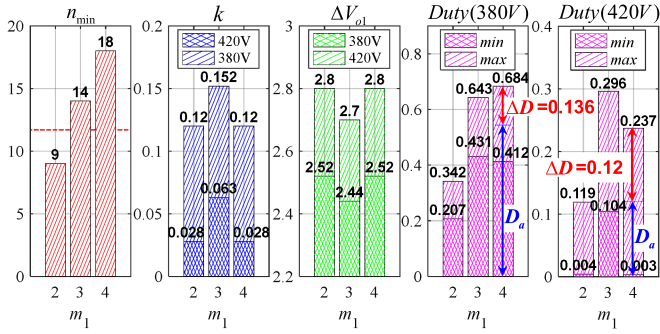 n_min
20
15
10
5
0
9
14
18
2 3 4
m_1
k
420V
380V
0.15
0.1
0.05
0
0.12
0.152
0.12
0.028
0.063
0.028
2 3 4
m_1
ΔV_o1
380V
420V
3
2.8
2.6
2.4
2.2
2.8
2.7
2.8
2.52
2.44
2.52
2 3 4
m_1
Duty(380V)
min
max
0.8
0.6
0.4
0.2
0
0.342
0.643
0.684
0.207
0.431
0.412
ΔD=0.136
D_a
2 3 4
m_1
Duty(420V)
min
max
0.3
0.2
0.1
0
0.119
0.296
0.237
0.004
0.104
0.003
ΔD=0.12
D_a
2 3 4
m_1